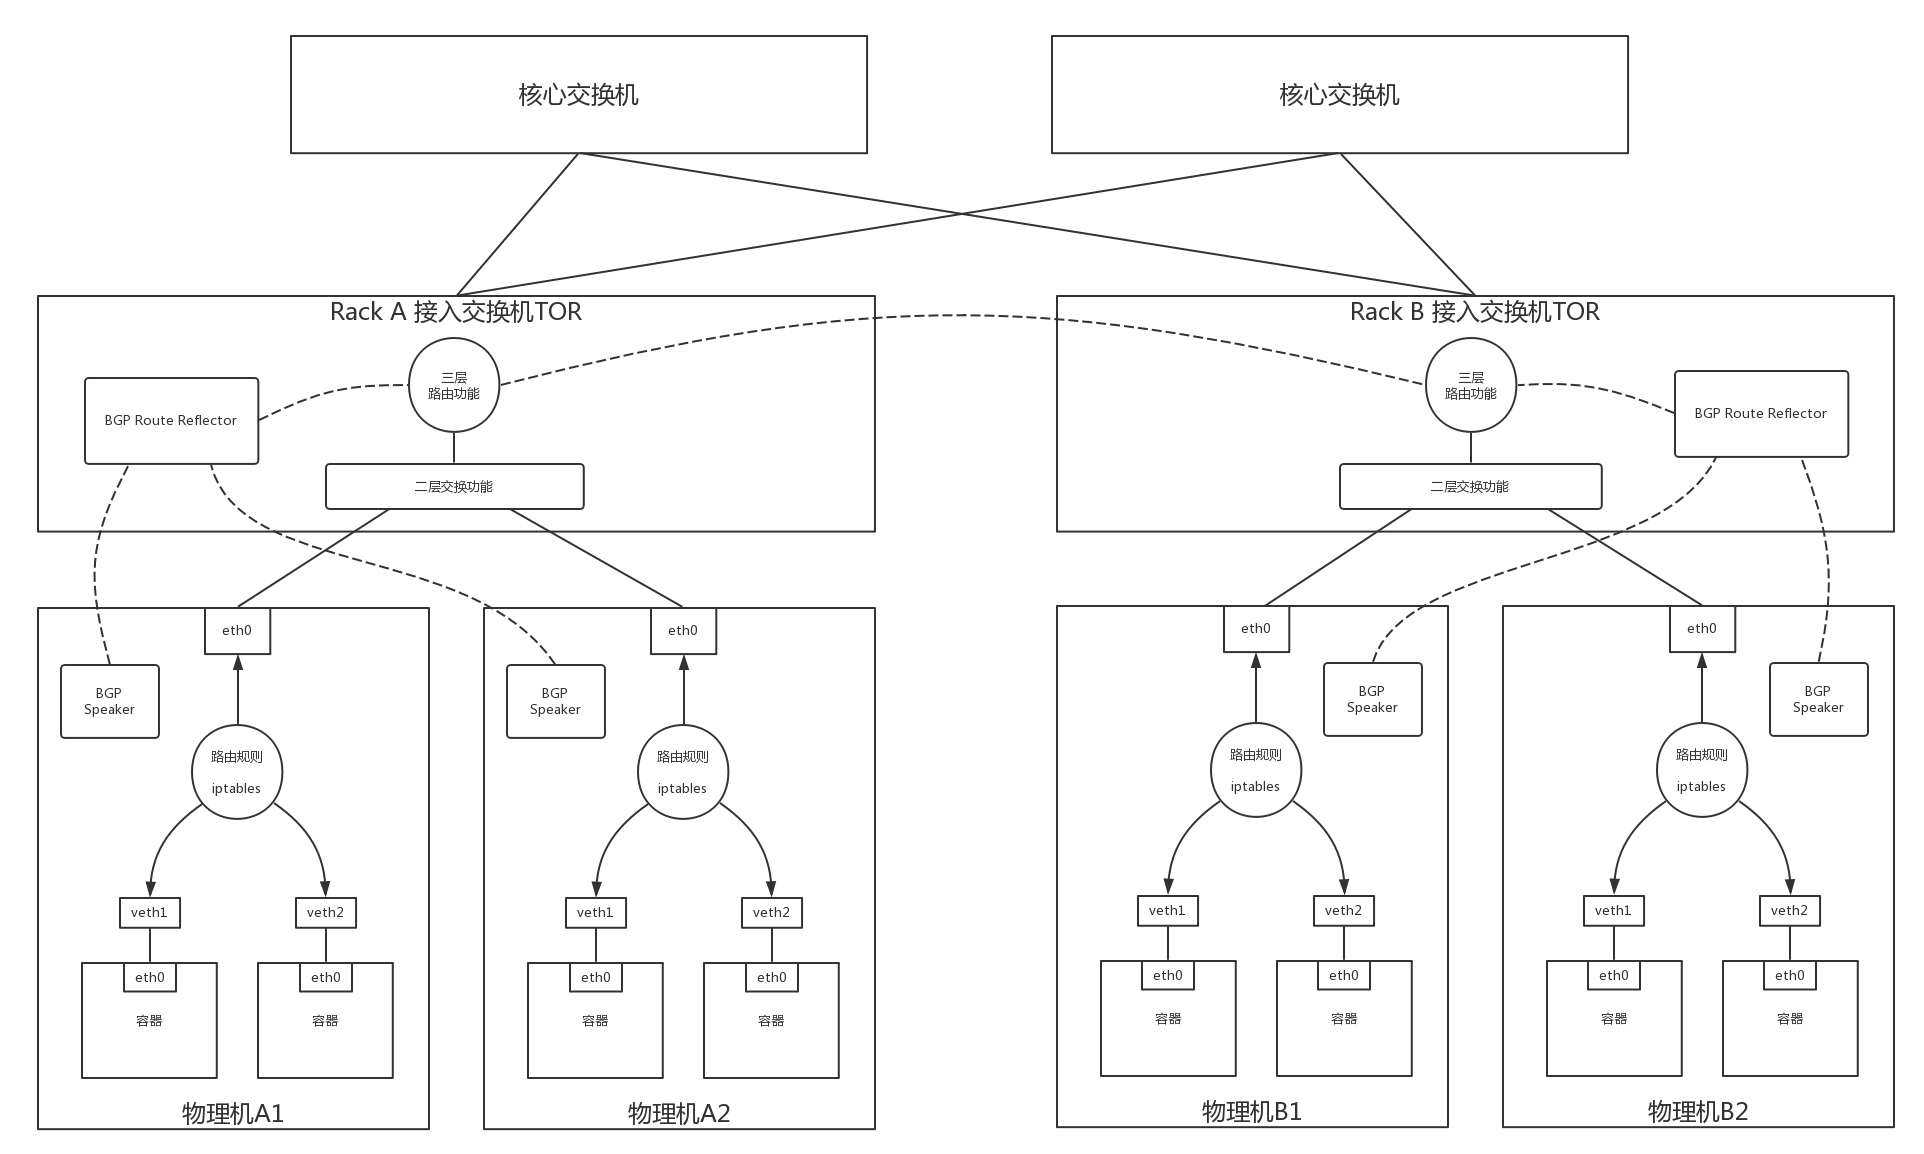 核心交换机
核心交换机
Rack A 接入交换机TOR
三层
路由功能
BGP Route Reflector
二层交换功能
Rack B 接入交换机TOR
三层
路由功能
BGP Route Reflector
二层交换功能
eth0
BGP
Speaker
路由规则
iptables
veth1
veth2
eth0
容器
eth0
容器
物理机A1
eth0
BGP
Speaker
路由规则
iptables
veth1
veth2
eth0
容器
eth0
容器
物理机A2
eth0
BGP
Speaker
路由规则
iptables
veth1
veth2
eth0
容器
eth0
容器
物理机B1
eth0
BGP
Speaker
路由规则
iptables
veth1
veth2
eth0
容器
eth0
容器
物理机B2